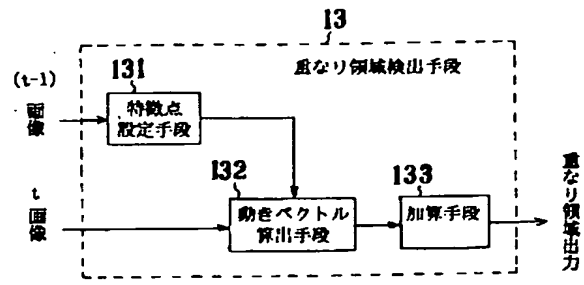 13
131
重なり領域検出手段
(t-1)
画像
特徴点
設定手段
132
133
t
画像
動きベクトル
算出手段
加算手段
重なり領域出力